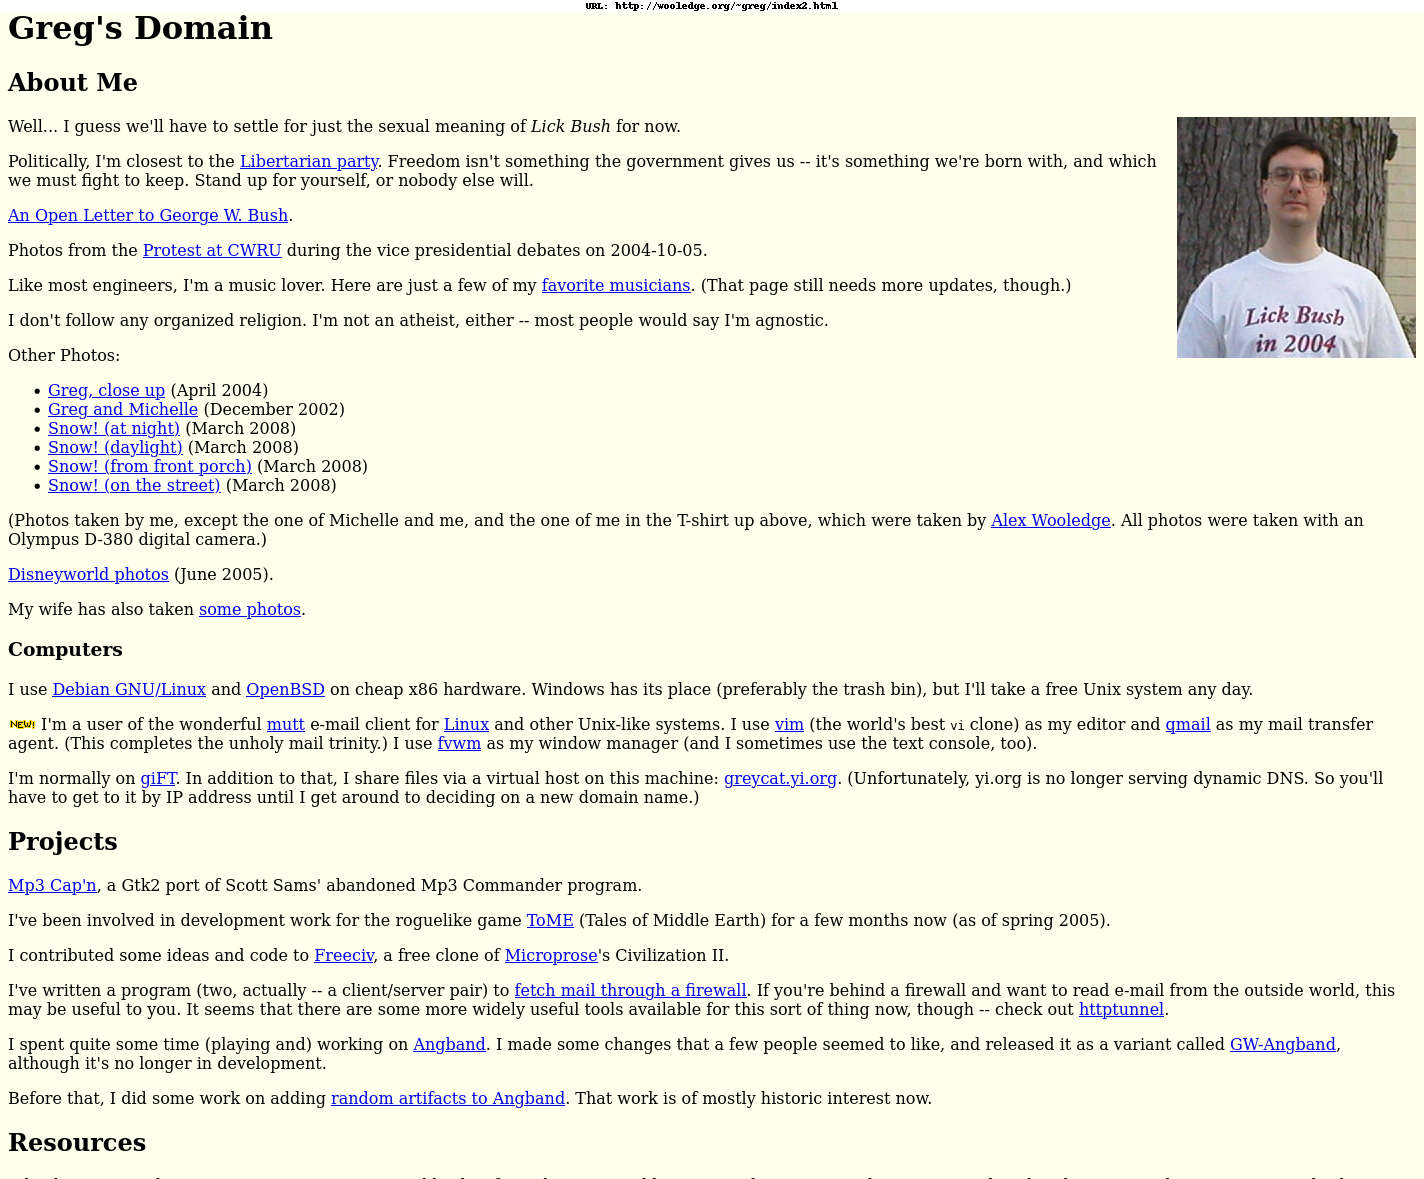 URL: http://wooledge.org/~greg/index2.html
Greg's Domain
About Me
Well... I guess we'll have to settle for just the sexual meaning of Lick Bush for now.
Politically, I'm closest to the Libertarian party. Freedom isn't something the government gives us -- it's something we're born with, and which
we must fight to keep. Stand up for yourself, or nobody else will.
An Open Letter to George W. Bush.
Photos from the Protest at CWRU during the vice presidential debates on 2004-10-05.
Like most engineers, I'm a music lover. Here are just a few of my favorite musicians. (That page still needs more updates, though.)
I don't follow any organized religion. I'm not an atheist, either -- most people would say I'm agnostic.
Lick Bush
in 2004
Other Photos:
• Greg, close up (April 2004)
• Greg and Michelle (December 2002)
• Snow! (at night) (March 2008)
• Snow! (daylight) (March 2008)
• Snow! (from front porch) (March 2008)
• Snow! (on the street) (March 2008)
(Photos taken by me, except the one of Michelle and me, and the one of me in the T-shirt up above, which were taken by Alex Wooledge. All photos were taken with an
Olympus D-380 digital camera.)
Disneyworld photos (June 2005).
My wife has also taken some photos.
Computers
I use Debian GNU/Linux and OpenBSD on cheap x86 hardware. Windows has its place (preferably the trash bin), but I'll take a free Unix system any day.
NEW! I'm a user of the wonderful mutt e-mail client for Linux and other Unix-like systems. I use vim (the world's best vi clone) as my editor and qmail as my mail transfer
agent. (This completes the unholy mail trinity.) I use fvwm as my window manager (and I sometimes use the text console, too).
I'm normally on giFT. In addition to that, I share files via a virtual host on this machine: greycat.yi.org. (Unfortunately, yi.org is no longer serving dynamic DNS. So you'll
have to get to it by IP address until I get around to deciding on a new domain name.)
Projects
Mp3 Cap'n, a Gtk2 port of Scott Sams' abandoned Mp3 Commander program.
I've been involved in development work for the roguelike game ToME (Tales of Middle Earth) for a few months now (as of spring 2005).
I contributed some ideas and code to Freeciv, a free clone of Microprose's Civilization II.
I've written a program (two, actually -- a client/server pair) to fetch mail through a firewall. If you're behind a firewall and want to read e-mail from the outside world, this
may be useful to you. It seems that there are some more widely useful tools available for this sort of thing now, though -- check out httptunnel.
I spent quite some time (playing and) working on Angband. I made some changes that a few people seemed to like, and released it as a variant called GW-Angband,
although it's no longer in development.
Before that, I did some work on adding random artifacts to Angband. That work is of mostly historic interest now.
Resources